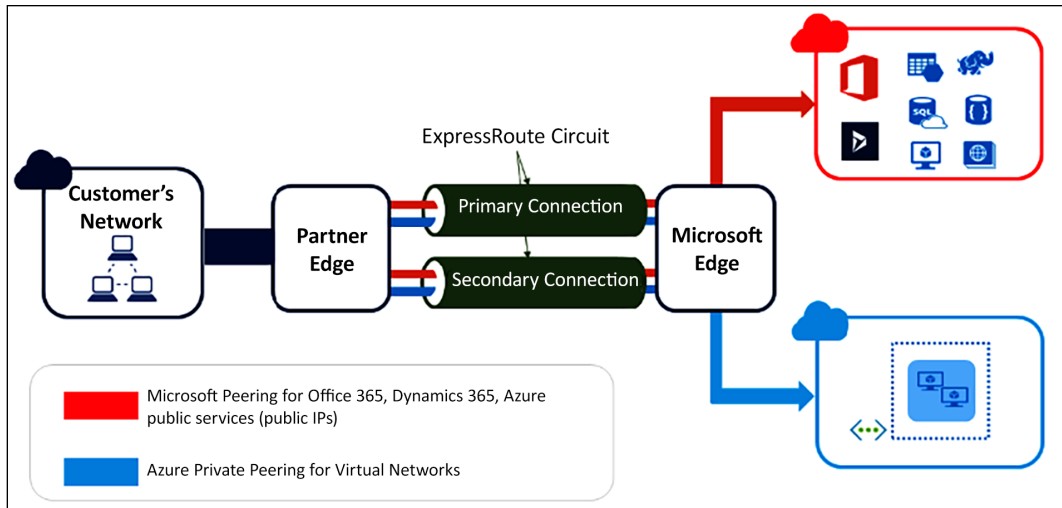 ExpressRoute Circuit
Customer's
Network
Partner
Edge
Primary Connection
Secondary Connection
Microsoft
Edge
SQL
{ }
Microsoft Peering for Office 365, Dynamics 365, Azure
public services (public IPs)
Azure Private Peering for Virtual Networks